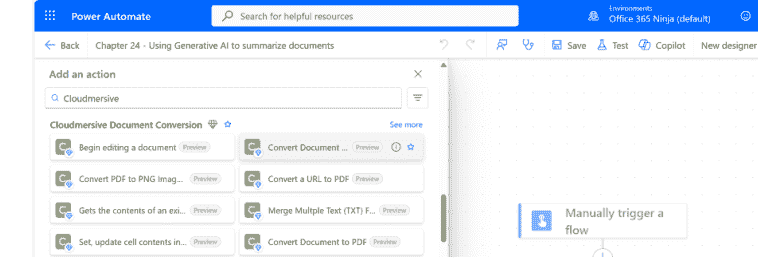 Environments
Power Automate
Search for helpful resources
Office 365 Ninja (default)
Back
Chapter 24 - Using Generative AI to summarize documents
Save
Test
Copilot
New designer
Add an action
Cloudmersive
Cloudmersive Document Conversion
See more
Begin editing a document Preview
Convert Document ... Preview
Convert PDF to PNG Imag... Preview
Convert a URL to PDF Preview
Gets the contents of an exi... Preview
Merge Multple Text (TXT) F... Preview
Set, update cell contents in... Preview
Convert Document to PDF Preview
Manually trigger a
flow